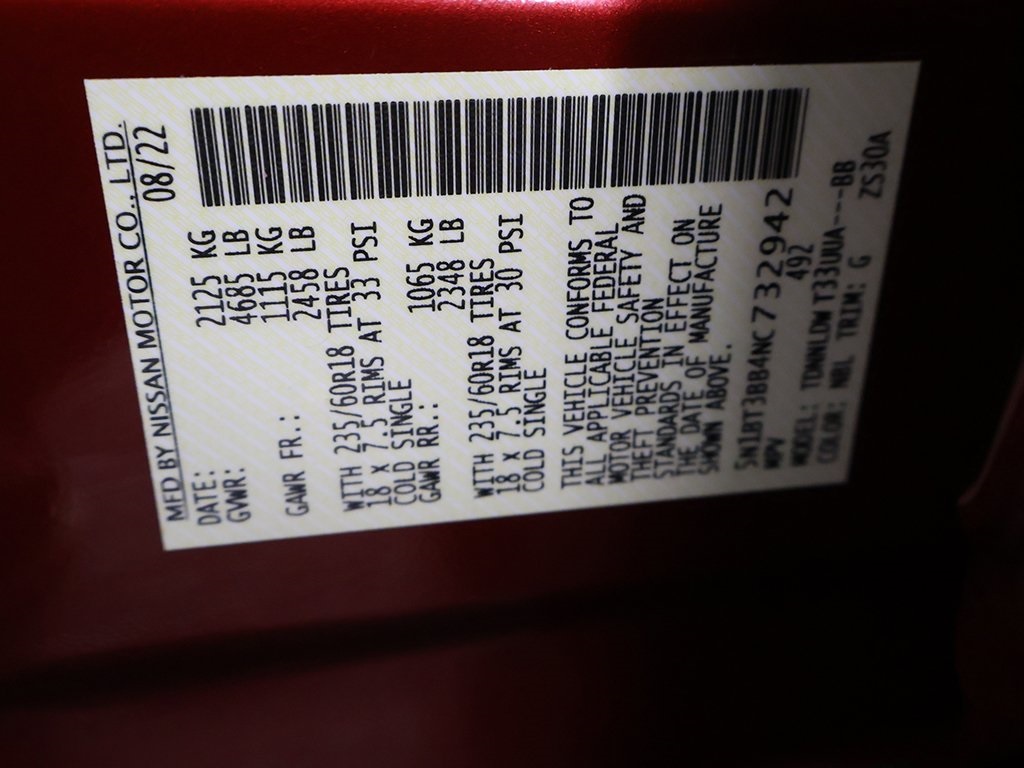 MFD BY NISSAN MOTOR CO., LTD.
DATE: 08/22
GVWR: 2125 KG
4685 LB
GAWR FR.: 1115 KG
2458 LB
WITH 235/60R18 TIRES
18 x 7.5 RIMS AT 33 PSI
COLD SINGLE
GAWR RR.: 1065 KG
2348 LB
WITH 235/60R18 TIRES
18 x 7.5 RIMS AT 30 PSI
COLD SINGLE
THIS VEHICLE CONFORMS TO
ALL APPLICABLE FEDERAL
MOTOR VEHICLE SAFETY AND
THEFT PREVENTION
STANDARDS IN EFFECT ON
THE DATE OF MANUFACTURE
SHOWN ABOVE.
5N1BT3BB4NC732942
MPV 492
MODEL: TDNNLDW T33UUA---BB
COLOR: NBL TRIM: G ZS30A